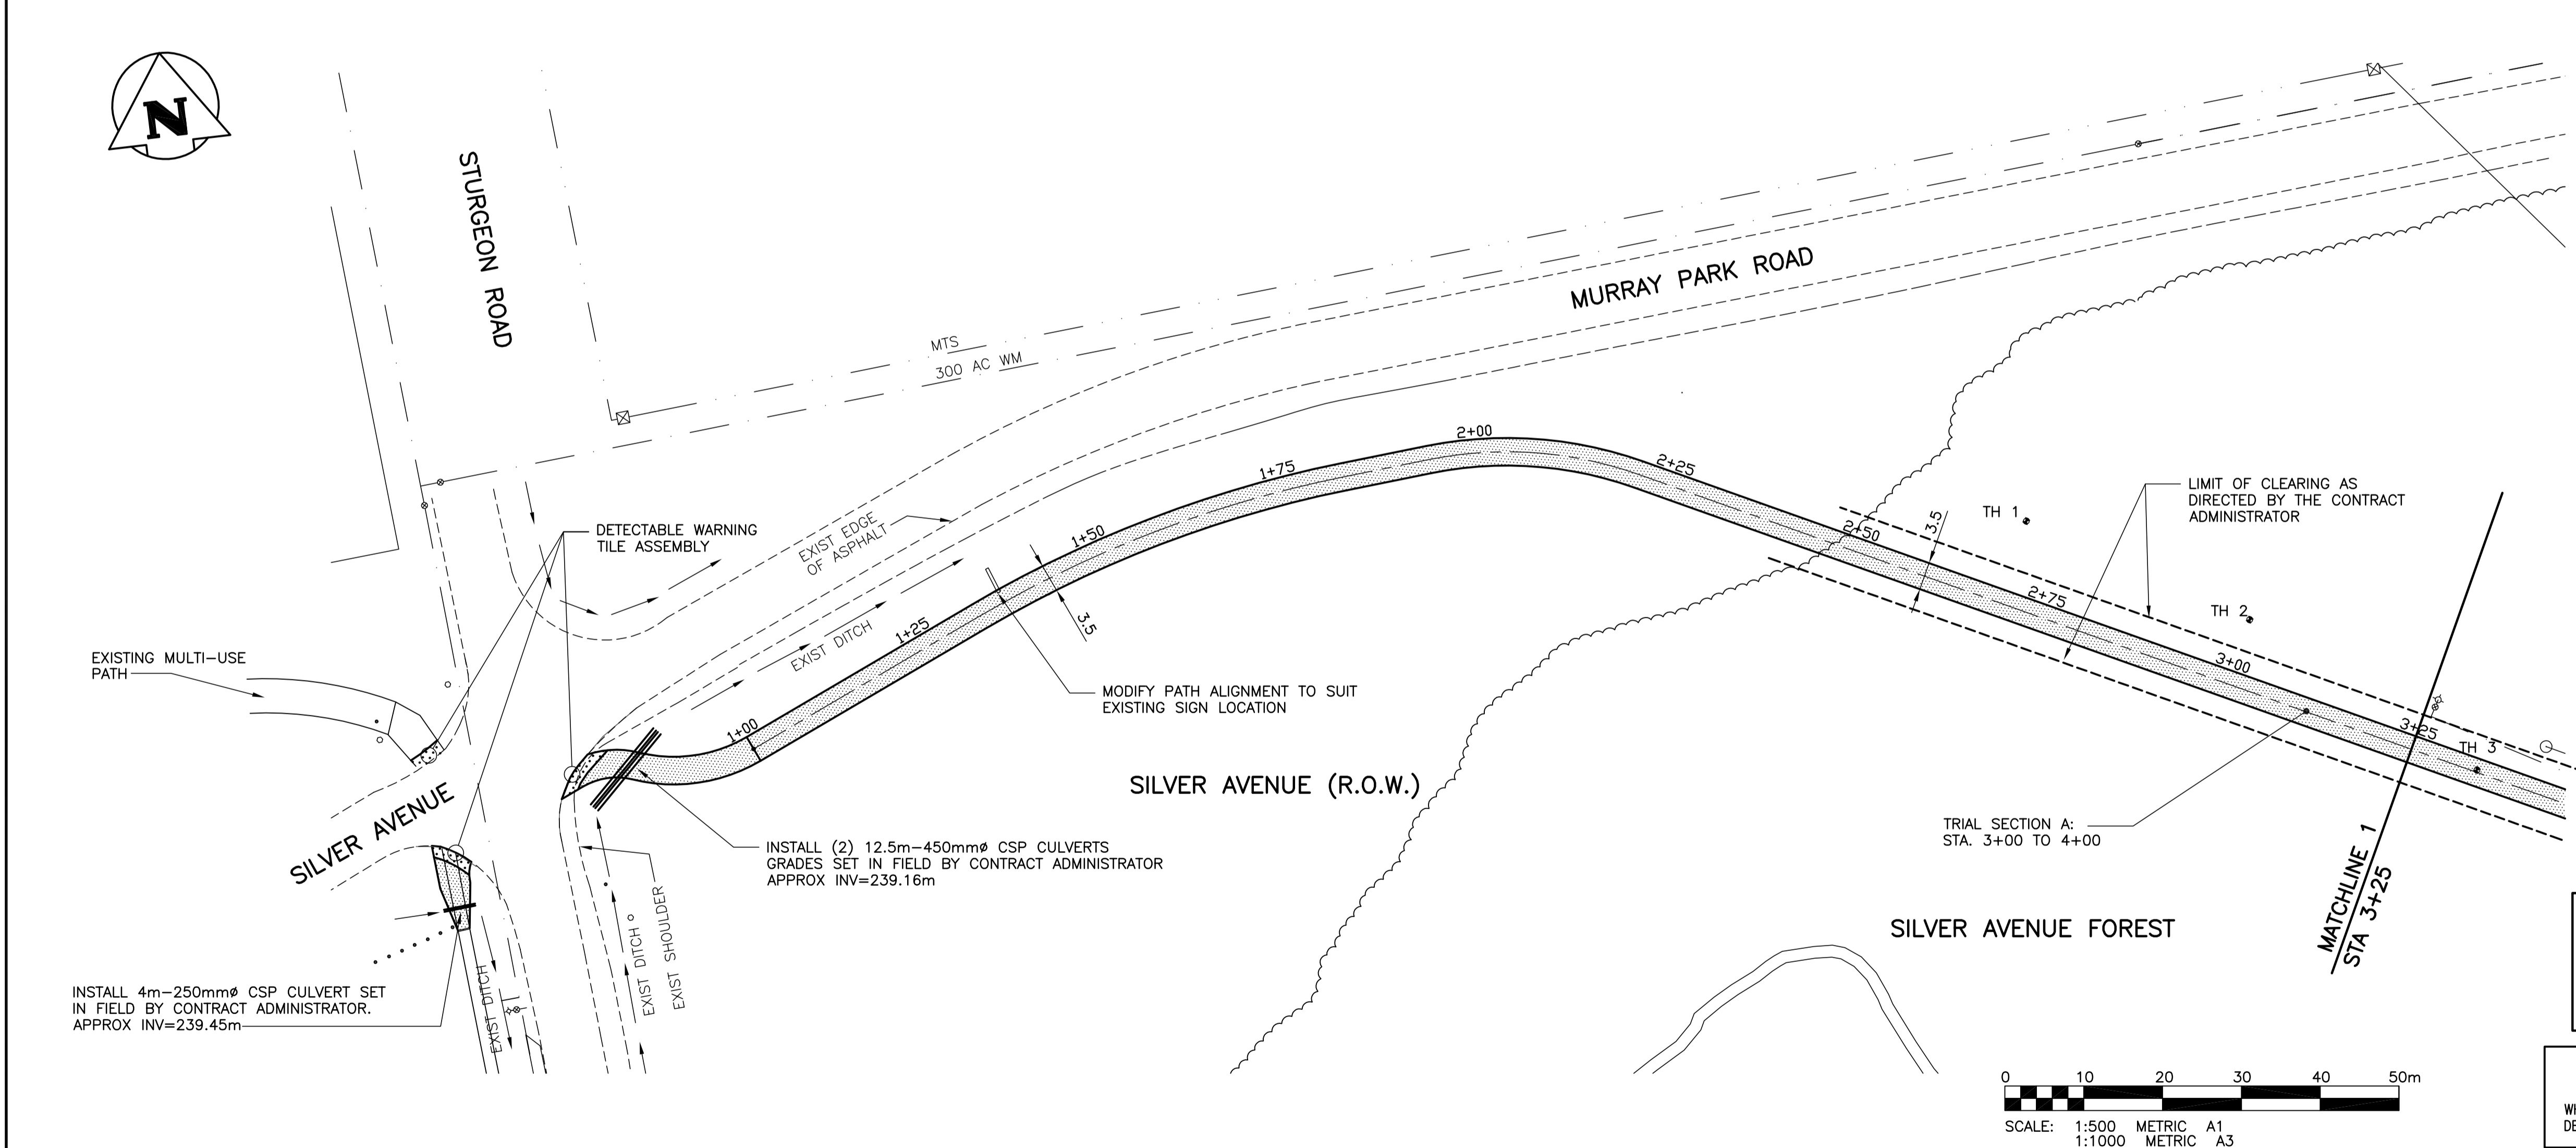 N
STURGEON ROAD
MURRAY PARK ROAD
MTS
300 AC WM
2+00
1+75
2+25
LIMIT OF CLEARING AS
DIRECTED BY THE CONTRACT
ADMINISTRATOR
TH 1
3.5
2+50
DETECTABLE WARNING
TILE ASSEMBLY
EXIST EDGE
OF ASPHALT
1+50
2+75
TH 2
1+25
3.5
EXIST DITCH
EXISTING MULTI-USE
PATH
3+00
MODIFY PATH ALIGNMENT TO SUIT
EXISTING SIGN LOCATION
1+00
3+25
TH 3
SILVER AVENUE (R.O.W.)
SILVER AVENUE
TRIAL SECTION A:
STA. 3+00 TO 4+00
INSTALL (2) 12.5m-450mmø CSP CULVERTS
GRADES SET IN FIELD BY CONTRACT ADMINISTRATOR
APPROX INV=239.16m
MATCHLINE 1
STA 3+25
SILVER AVENUE FOREST
EXIST DITCH
EXIST SHOULDER
EXIST DITCH
INSTALL 4m-250mmø CSP CULVERT SET
IN FIELD BY CONTRACT ADMINISTRATOR.
APPROX INV=239.45m
0 10 20 30 40 50m
SCALE: 1:500 METRIC A1
1:1000 METRIC A3